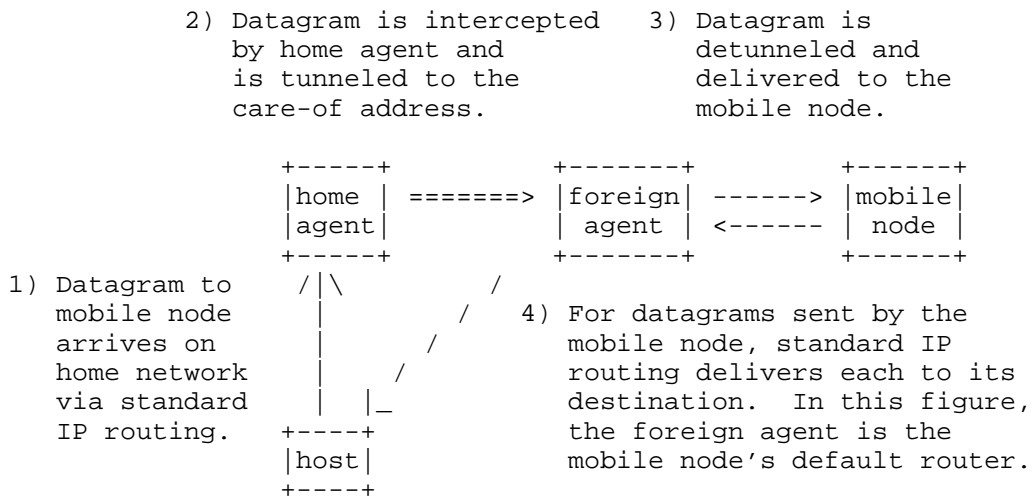 2) Datagram is intercepted   3) Datagram is
by home agent and            detunneled and
is tunneled to the           delivered to the
care-of address.             mobile node.
|home | =======> |foreign| ------> |mobile|
|agent|          | agent | <------ | node |
1) Datagram to
mobile node
arrives on
home network
via standard
IP routing.
4) For datagrams sent by the
mobile node, standard IP
routing delivers each to its
destination.  In this figure,
the foreign agent is the
mobile node's default router.
|host|